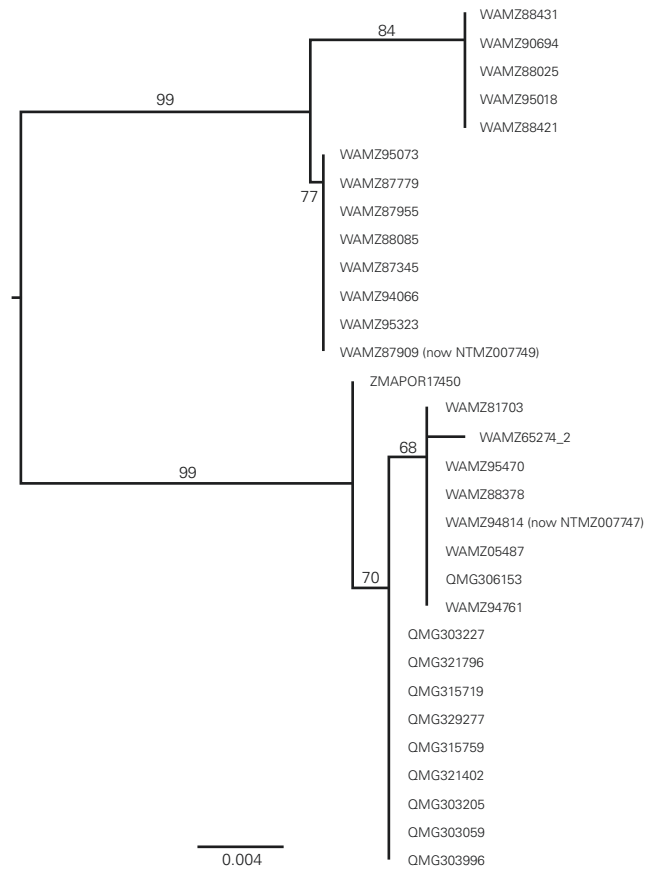 WAMZ88431
84
WAMZ90694
WAMZ88025
99
WAMZ95018
WAMZ88421
WAMZ95073
WAMZ87779
77
WAMZ87955
WAMZ88085
WAMZ87345
WAMZ94066
WAMZ95323
WAMZ87909 (now NTMZ007749)
ZMAPOR17450
WAMZ81703
WAMZ65274_2
68
WAMZ95470
99
WAMZ88378
WAMZ94814 (now NTMZ007747)
WAMZ05487
70
QMG306153
WAMZ94761
QMG303227
QMG321796
QMG315719
QMG329277
QMG315759
QMG321402
QMG303205
QMG303059
0.004
QMG303996